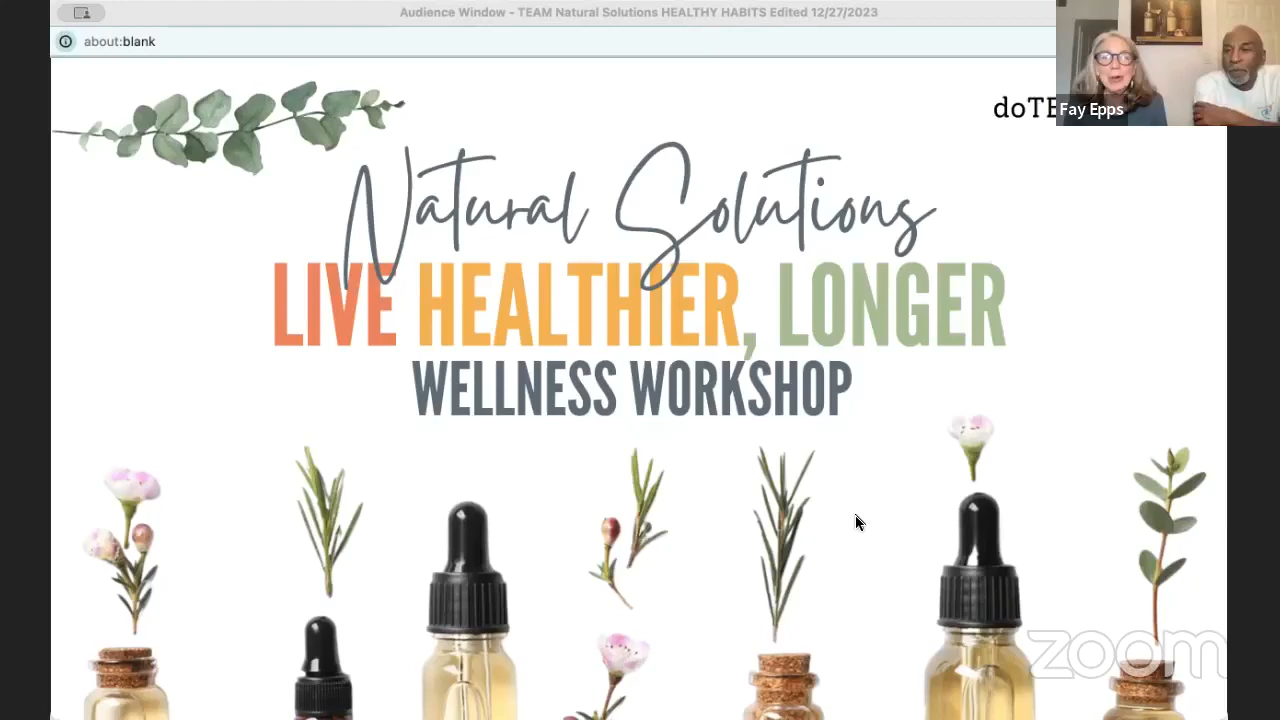 Audience Window - TEAM Natural Solutions HEALTHY HABITS Edited 12/27/2023
about:blank
doTE
Fay Epps
Natural Solutions
LIVE HEALTHIER, LONGER
WELLNESS WORKSHOP
zoom